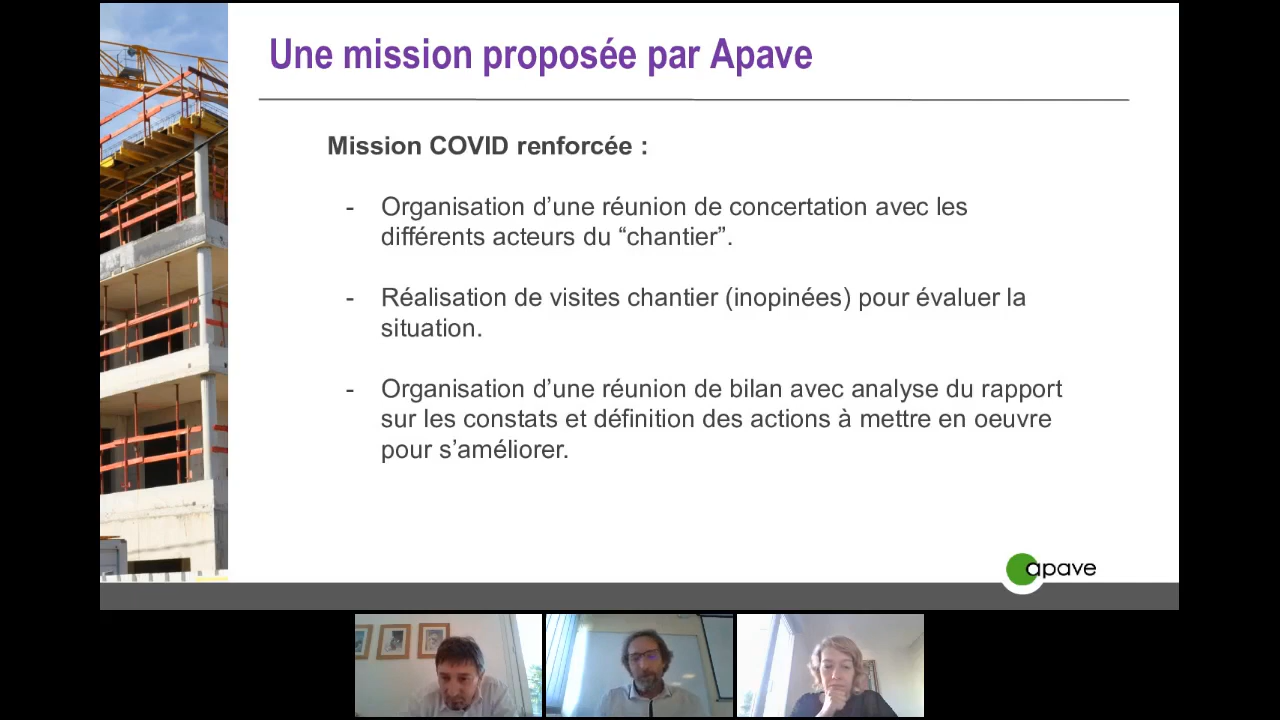 Une mission proposée par Apave
Mission COVID renforcée :
- Organisation d’une réunion de concertation avec les
différents acteurs du “chantier”.
- Réalisation de visites chantier (inopinées) pour évaluer la
situation.
- Organisation d’une réunion de bilan avec analyse du rapport
sur les constats et définition des actions à mettre en oeuvre
pour s’améliorer.
apave